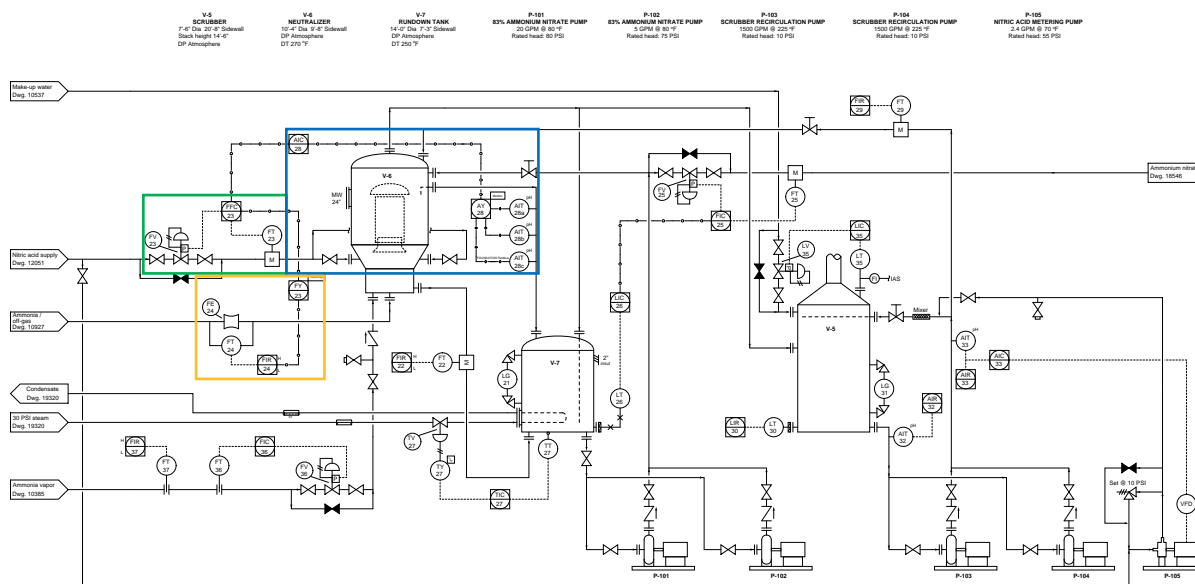 V-5
SCRUBBER
7'-6" Dia 20'-8" Sidewall
Stack height 14'-6"
DP Atmosphere
V-6
NEUTRALIZER
10'-4" Dia 9'-8" Sidewall
DP Atmosphere
DT 270 °F
V-7
RUNDOWN TANK
14'-0" Dia 7'-3" Sidewall
DP Atmosphere
DT 250 °F
P-101
83% AMMONIUM NITRATE PUMP
20 GPM @ 80 °F
Rated head: 80 PSI
P-102
83% AMMONIUM NITRATE PUMP
5 GPM @ 80 °F
Rated head: 75 PSI
P-103
SCRUBBER RECIRCULATION PUMP
1500 GPM @ 225 °F
Rated head: 10 PSI
P-104
SCRUBBER RECIRCULATION PUMP
1500 GPM @ 225 °F
Rated head: 10 PSI
P-105
NITRIC ACID METERING PUMP
2.4 GPM @ 70 °F
Rated head: 55 PSI
Make-up water
Dwg. 10537
FIR
29
FT
29
M
AIC
28
V-6
MW
24"
AY
28
pH
AIT
28a
pH
AIT
28b
pH
AIT
28c
FV
25
P
FIC
25
M
FT
25
Ammonium nitrat
Dwg. 18546
FFC
23
FV
23
P
FT
23
M
FY
23
Nitric acid supply
Dwg. 12051
LIC
35
LV
35
LT
35
FI
IAS
FE
24
FT
24
FIR
24
H
L
Ammonia /
off-gas
Dwg. 10927
LIC
26
Mixer
V-5
pH
AIT
33
AIC
33
AIR
33
V-7
2"
LG
21
LT
26
FIR
22
H
L
FT
22
M
LG
31
AIR
32
pH
AIT
32
LIR
30
LT
30
Condensate
Dwg. 19320
30 PSI steam
Dwg. 19320
TV
27
TY
27
TT
27
TIC
27
H
L
FIR
37
FT
37
FIC
36
FT
36
FV
36
P
Ammonia vapor
Dwg. 10385
Set @ 10 PSI
VFD
P-101
P-102
P-103
P-104
P-105